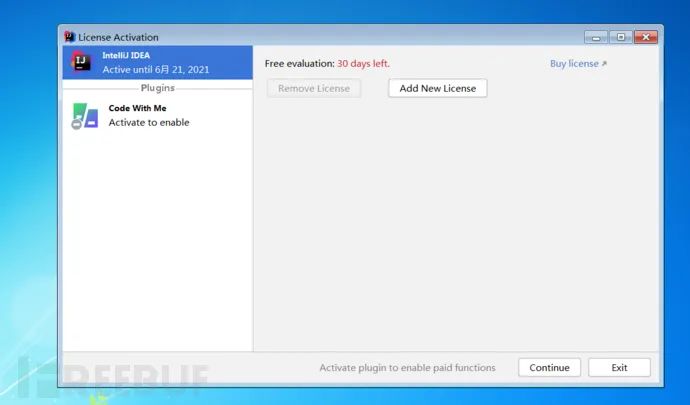 License Activation
IntelliJ IDEA
Active until 6月 21, 2021
Plugins
Code With Me
Activate to enable
Free evaluation: 30 days left.
Buy license ↗
Remove License
Add New License
Activate plugin to enable paid functions
Continue
Exit
IJ
REEBUF